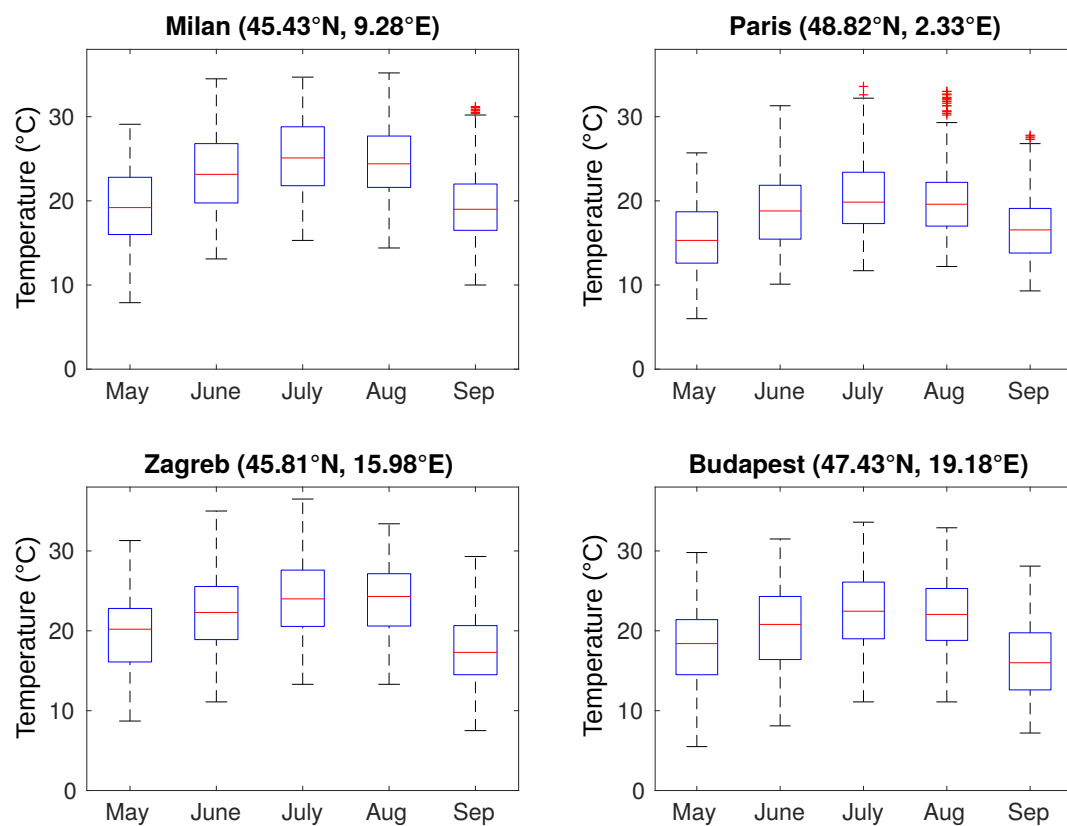 Milan (45.43°N, 9.28°E)
Temperature (°C)
30
20
10
0
May June July Aug Sep
Paris (48.82°N, 2.33°E)
Temperature (°C)
30
20
10
0
May June July Aug Sep
Zagreb (45.81°N, 15.98°E)
Temperature (°C)
30
20
10
0
May June July Aug Sep
Budapest (47.43°N, 19.18°E)
Temperature (°C)
30
20
10
0
May June July Aug Sep